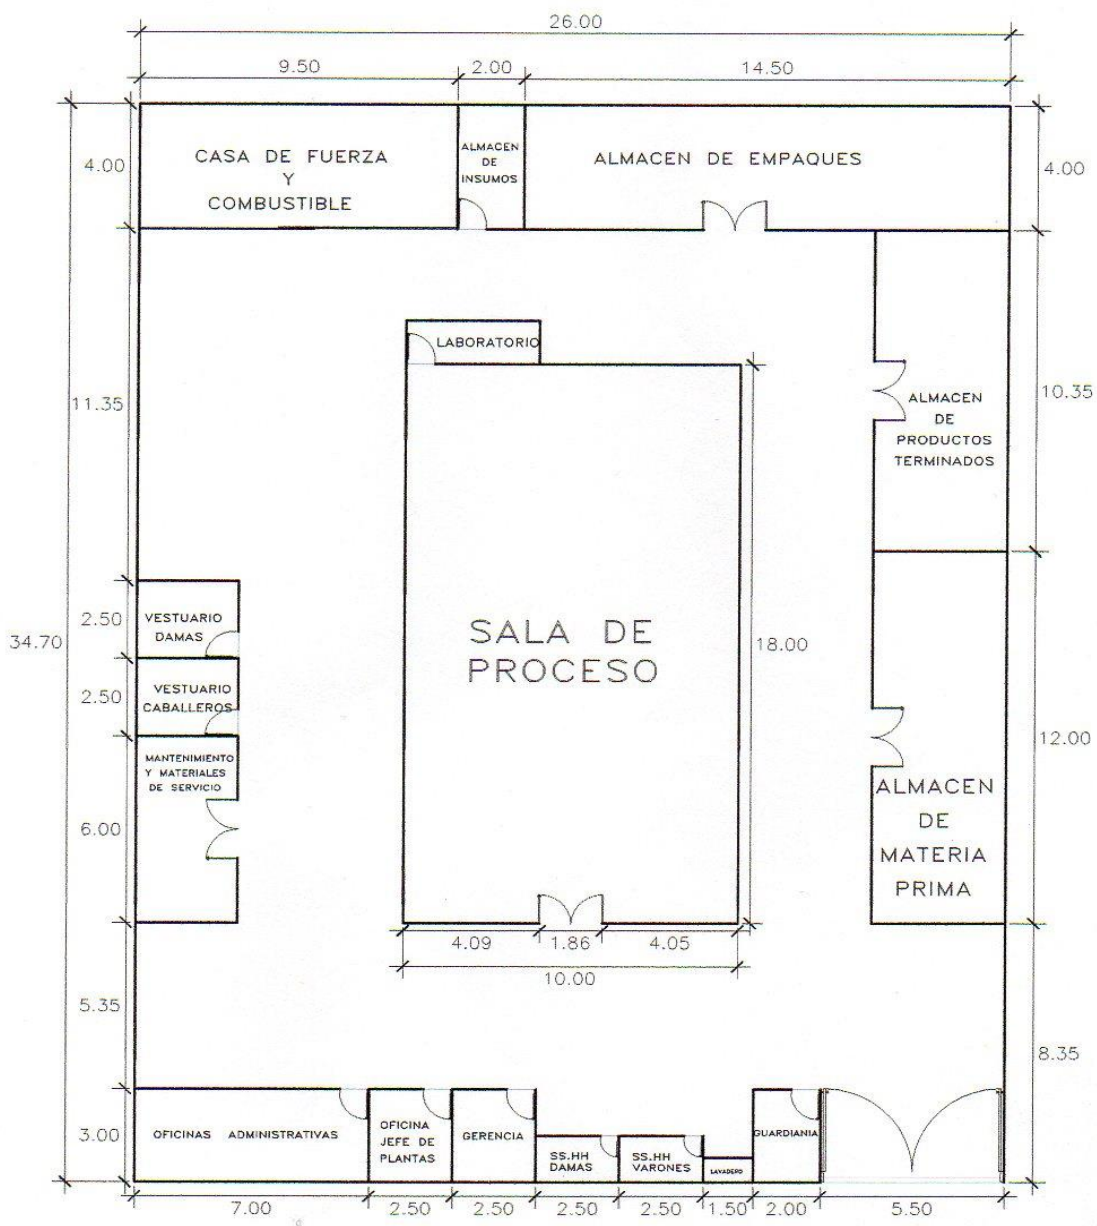 26.00
9.50
2.00
14.50
CASA DE FUERZA
Y
COMBUSTIBLE
ALMACEN
DE
INSUMOS
ALMACEN DE EMPAQUES
4.00
4.00
LABORATORIO
11.35
10.35
ALMACEN
DE
PRODUCTOS
TERMINADOS
34.70
2.50
VESTUARIO
DAMAS
SALA DE
PROCESO
18.00
2.50
VESTUARIO
CABALLEROS
12.00
MANTENIMIENTO
Y MATERIALES
DE SERVICIO
6.00
ALMACEN
DE
MATERIA
PRIMA
4.09
1.86
4.05
10.00
5.35
8.35
3.00
OFICINAS ADMINISTRATIVAS
OFICINA
JEFE DE
PLANTAS
GERENCIA
SS.HH
DAMAS
SS.HH
VARONES
LAVADERO
GUARDIANIA
7.00
2.50
2.50
2.50
2.50
1.50
2.00
5.50